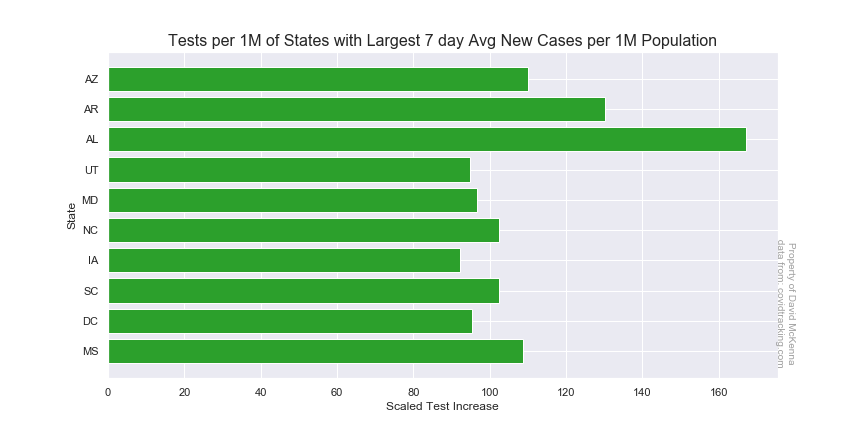 Tests per 1M of States with Largest 7 day Avg New Cases per 1M Population
AZ
AR
AL
UT
MD
NC
IA
SC
DC
MS
State
0 20 40 60 80 100 120 140 160
Scaled Test Increase
Property of David McKenna
data from: covidtracking.com